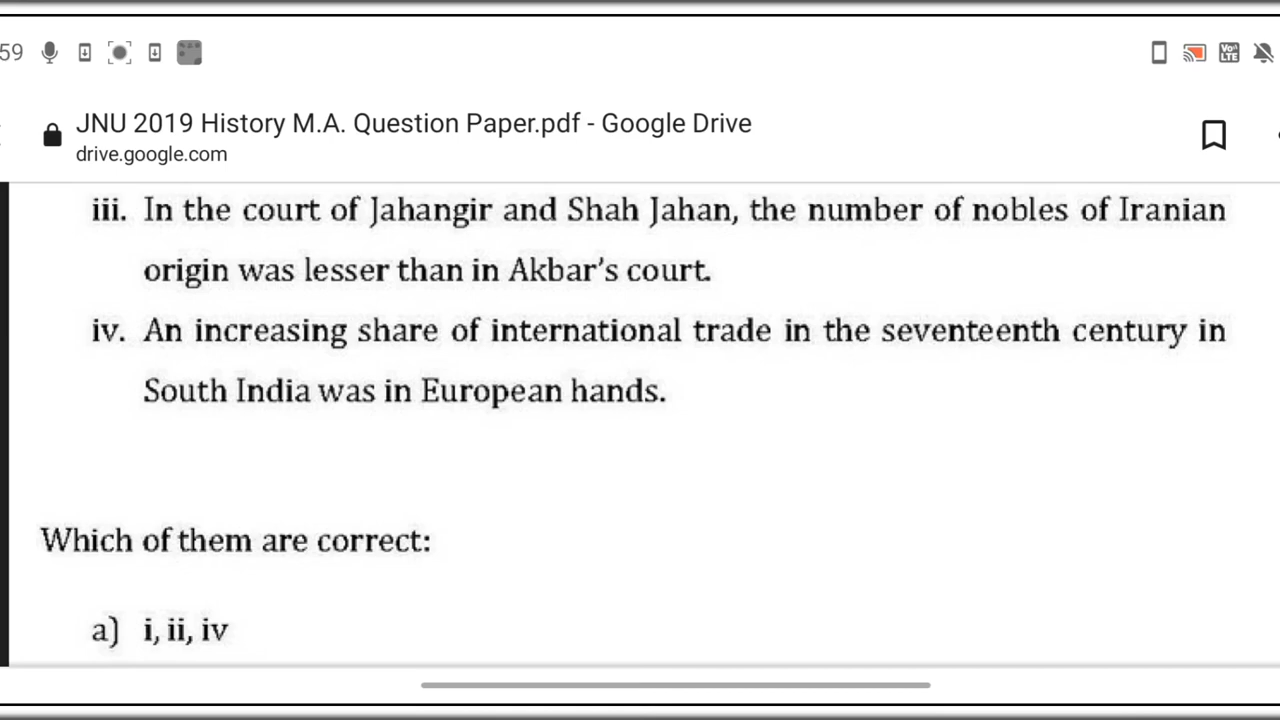 59
Vo LTE
JNU 2019 History M.A. Question Paper.pdf - Google Drive
drive.google.com
iii. In the court of Jahangir and Shah Jahan, the number of nobles of Iranian
origin was lesser than in Akbar's court.
iv. An increasing share of international trade in the seventeenth century in
South India was in European hands.
Which of them are correct:
a) i, ii, iv